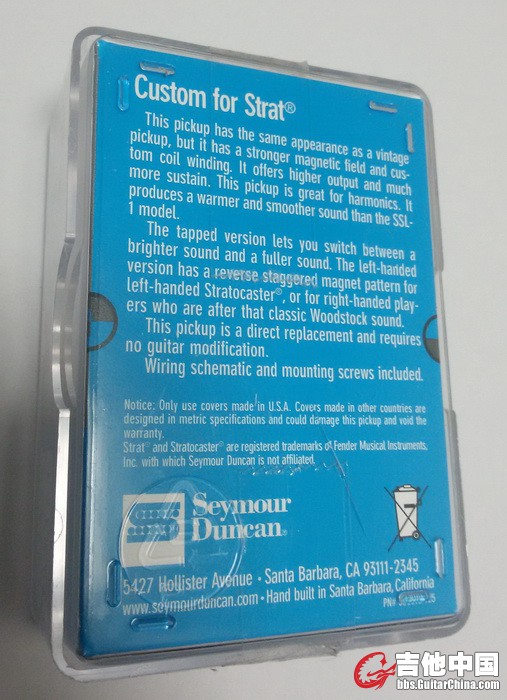 Custom for Strat®
This pickup has the same appearance as a vintage
pickup, but it has a stronger magnetic field and cus-
tom coil winding. It offers higher output and much
more sustain. This pickup is great for harmonics. It
produces a warmer and smoother sound than the SSL-
1 model.
The tapped version lets you switch between a
brighter sound and a fuller sound. The left-handed
version has a reverse staggered magnet pattern for
left-handed Stratocaster®, or for right-handed play-
ers who are after that classic Woodstock sound.
This pickup is a direct replacement and requires
no guitar modification.
Wiring schematic and mounting screws included.
Notice: Only use covers made in U.S.A. Covers made in other countries are
designed in metric specifications and could damage this pickup and void the
warranty.
Strat® and Stratocaster® are registered trademarks of Fender Musical Instruments,
Inc. with which Seymour Duncan is not affiliated.
Seymour
Duncan®
5427 Hollister Avenue • Santa Barbara, CA 93111-2345
www.seymourduncan.com • Hand built in Santa Barbara, California
PN#
吉他中国
bbs.GuitarChina.com